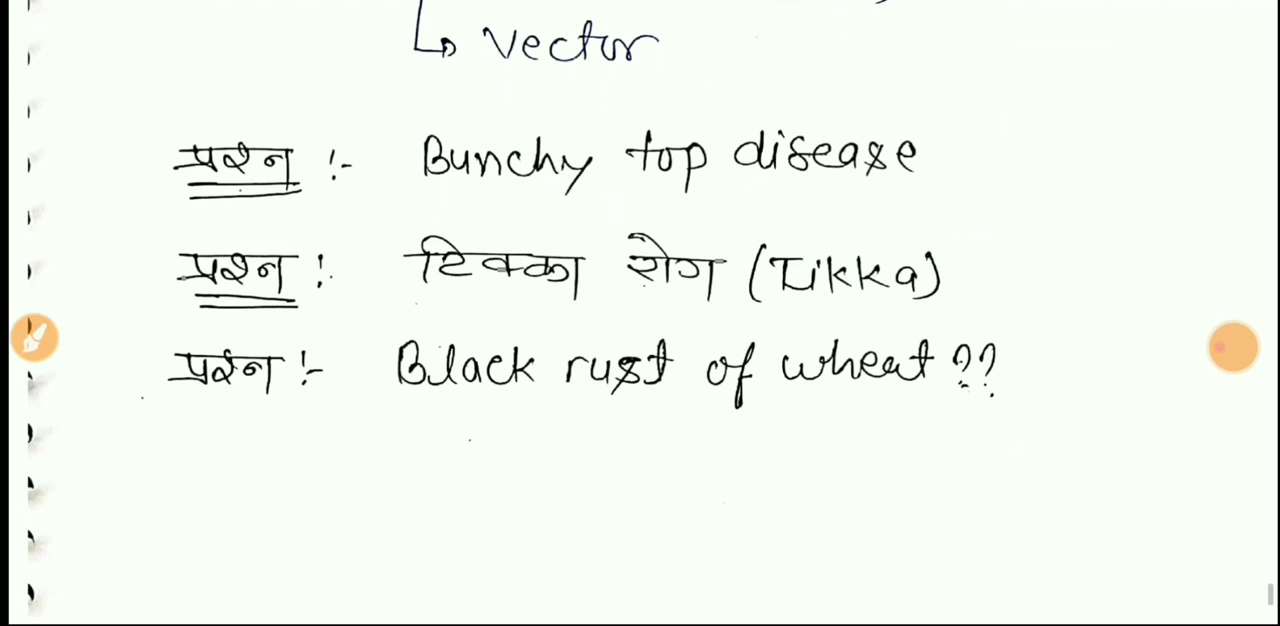 ↳ vector
प्रश्न :- Bunchy top disease
प्रश्न : टिक्का रोग (Tikka)
प्रश्न :- Black rust of wheat ??